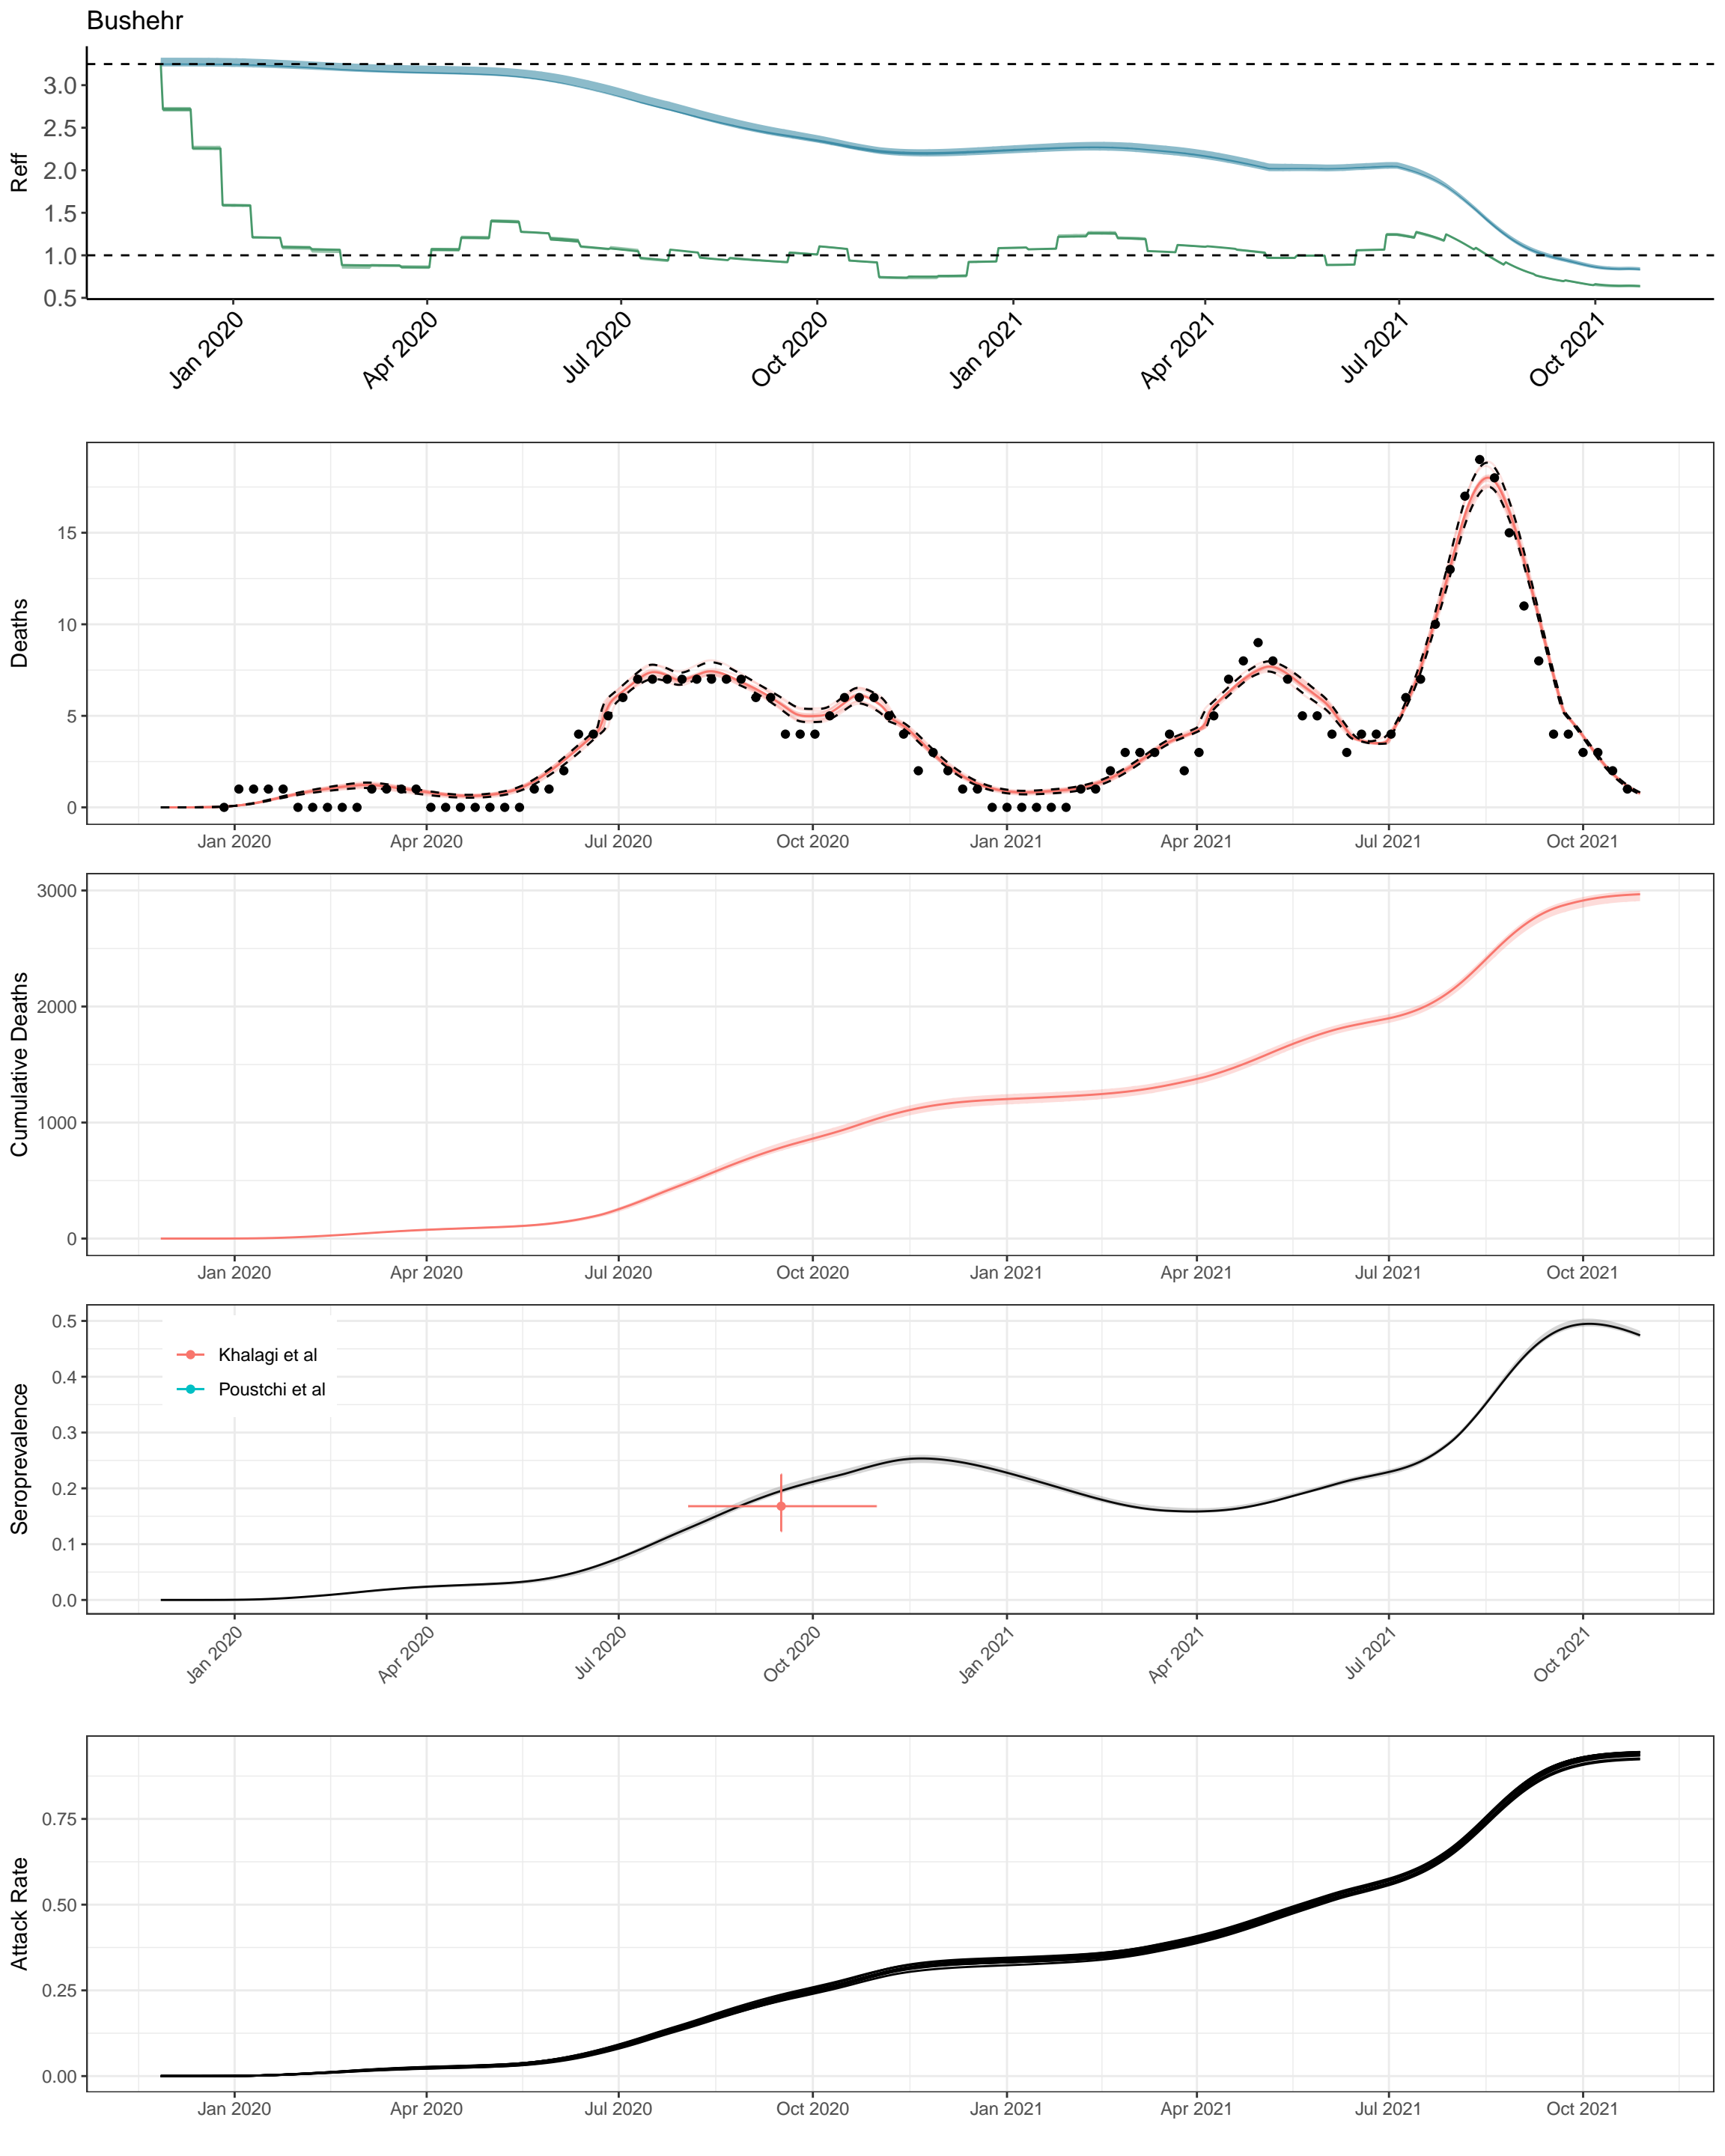 Bushehr
Reff
3.0
2.5
2.0
1.5
1.0
0.5
Jan 2020 Apr 2020 Jul 2020 Oct 2020 Jan 2021 Apr 2021 Jul 2021 Oct 2021
Deaths
15
10
5
0
Jan 2020 Apr 2020 Jul 2020 Oct 2020 Jan 2021 Apr 2021 Jul 2021 Oct 2021
Cumulative Deaths
3000
2000
1000
0
Jan 2020 Apr 2020 Jul 2020 Oct 2020 Jan 2021 Apr 2021 Jul 2021 Oct 2021
Seroprevalence
0.5
0.4
0.3
0.2
0.1
0.0
Khalagi et al
Poustchi et al
Jan 2020 Apr 2020 Jul 2020 Oct 2020 Jan 2021 Apr 2021 Jul 2021 Oct 2021
Attack Rate
0.75
0.50
0.25
0.00
Jan 2020 Apr 2020 Jul 2020 Oct 2020 Jan 2021 Apr 2021 Jul 2021 Oct 2021